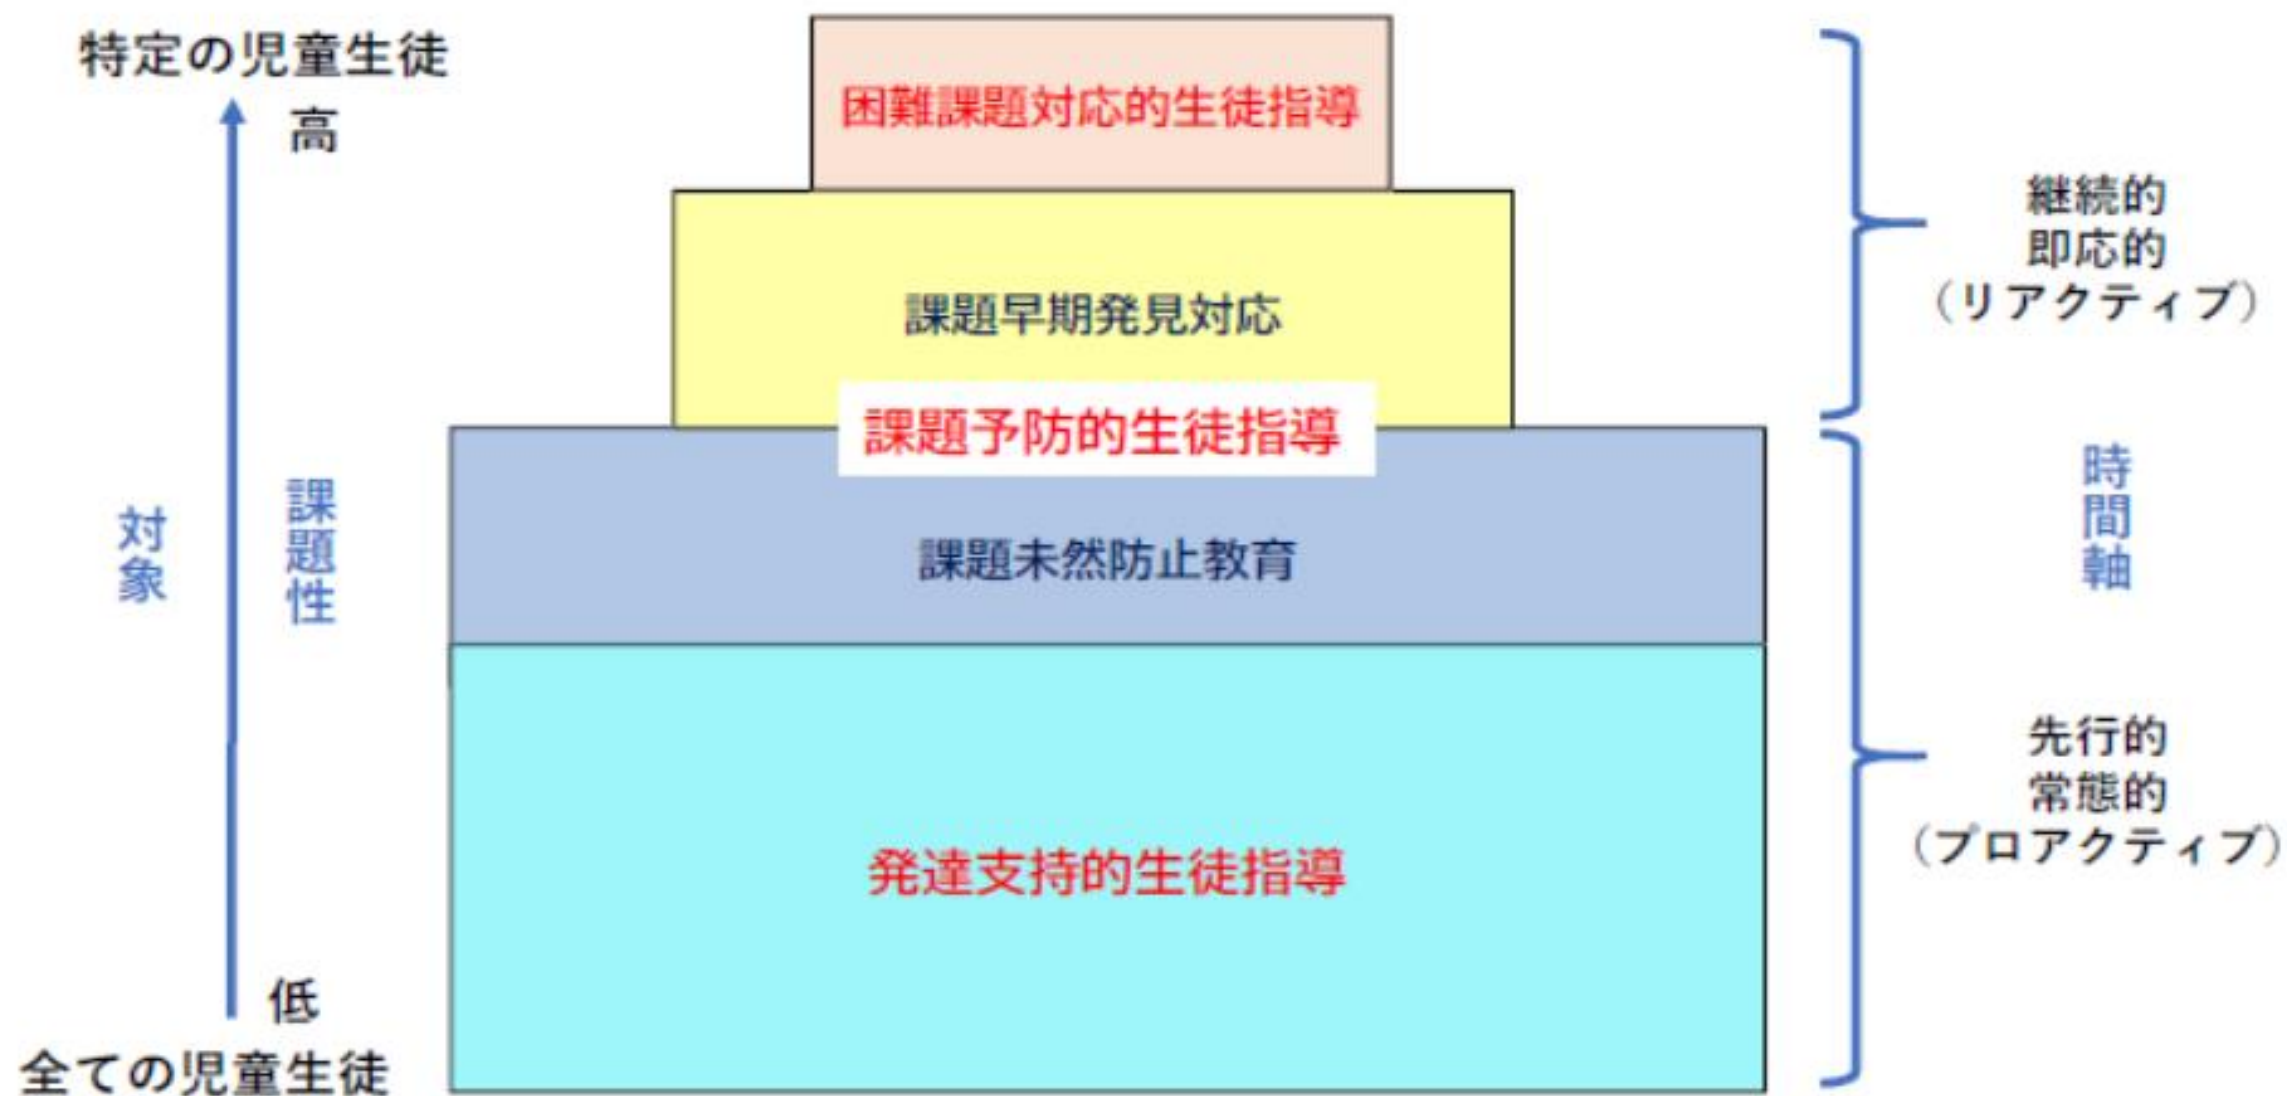 特定の児童生徒
高
対象
課題性
低
全ての児童生徒
困難課題対応的生徒指導
課題早期発見対応
課題予防的生徒指導
課題未然防止教育
発達支持的生徒指導
継続的
即応的
（リアクティブ）
時間軸
先行的
常態的
（プロアクティブ）